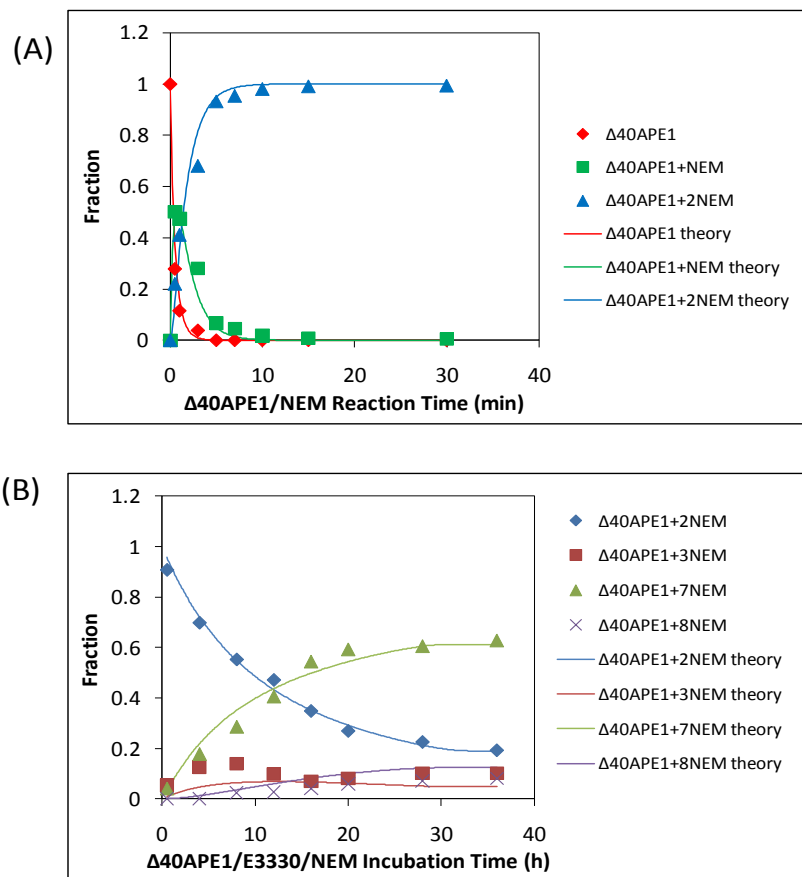 (A)
1.2
1
0.8
0.6
0.4
0.2
0
Fraction
0
10
20
30
40
Δ40APE1/NEM Reaction Time (min)
Δ40APE1
Δ40APE1+NEM
Δ40APE1+2NEM
Δ40APE1 theory
Δ40APE1+NEM theory
Δ40APE1+2NEM theory
(B)
1.2
1
0.8
0.6
0.4
0.2
0
Fraction
0
10
20
30
40
Δ40APE1/E3330/NEM Incubation Time (h)
Δ40APE1+2NEM
Δ40APE1+3NEM
Δ40APE1+7NEM
Δ40APE1+8NEM
Δ40APE1+2NEM theory
Δ40APE1+3NEM theory
Δ40APE1+7NEM theory
Δ40APE1+8NEM theory